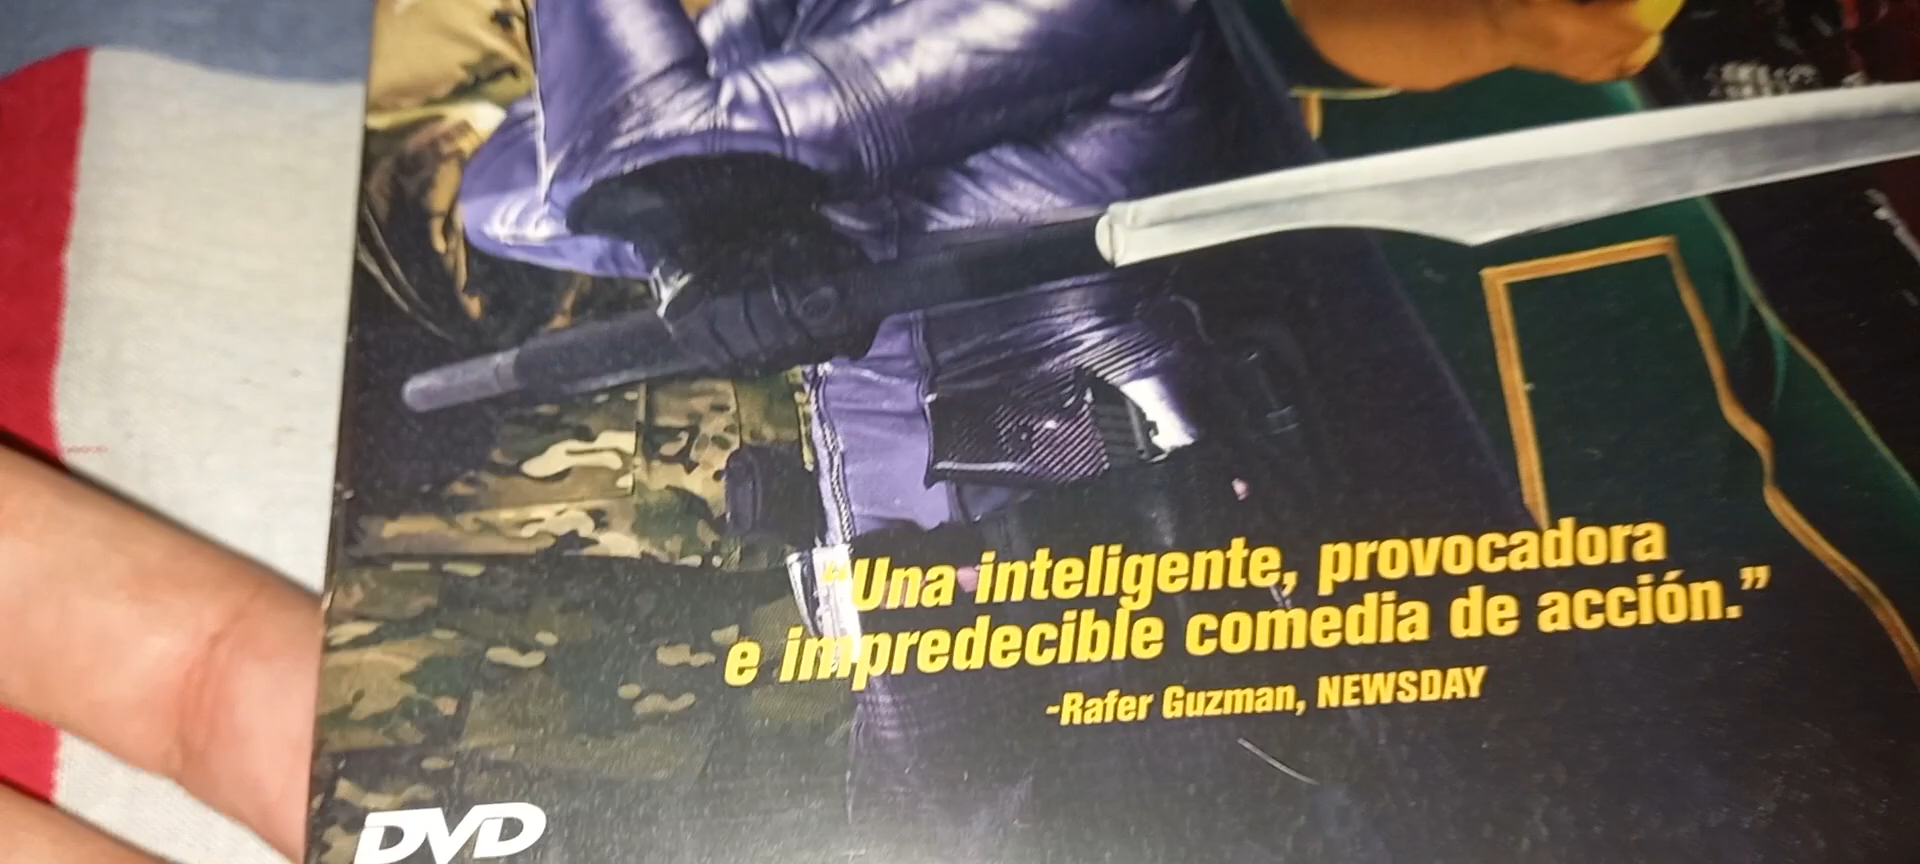 “Una inteligente, provocadora
e impredecible comedia de acción.”
-Rafer Guzman, NEWSDAY
DVD